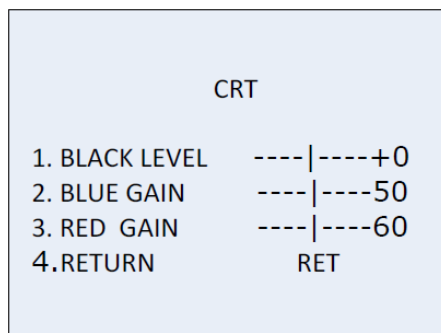 CRT
1. BLACK LEVEL ----|----+0
2. BLUE GAIN ----|----50
3. RED GAIN ----|----60
4.RETURN RET